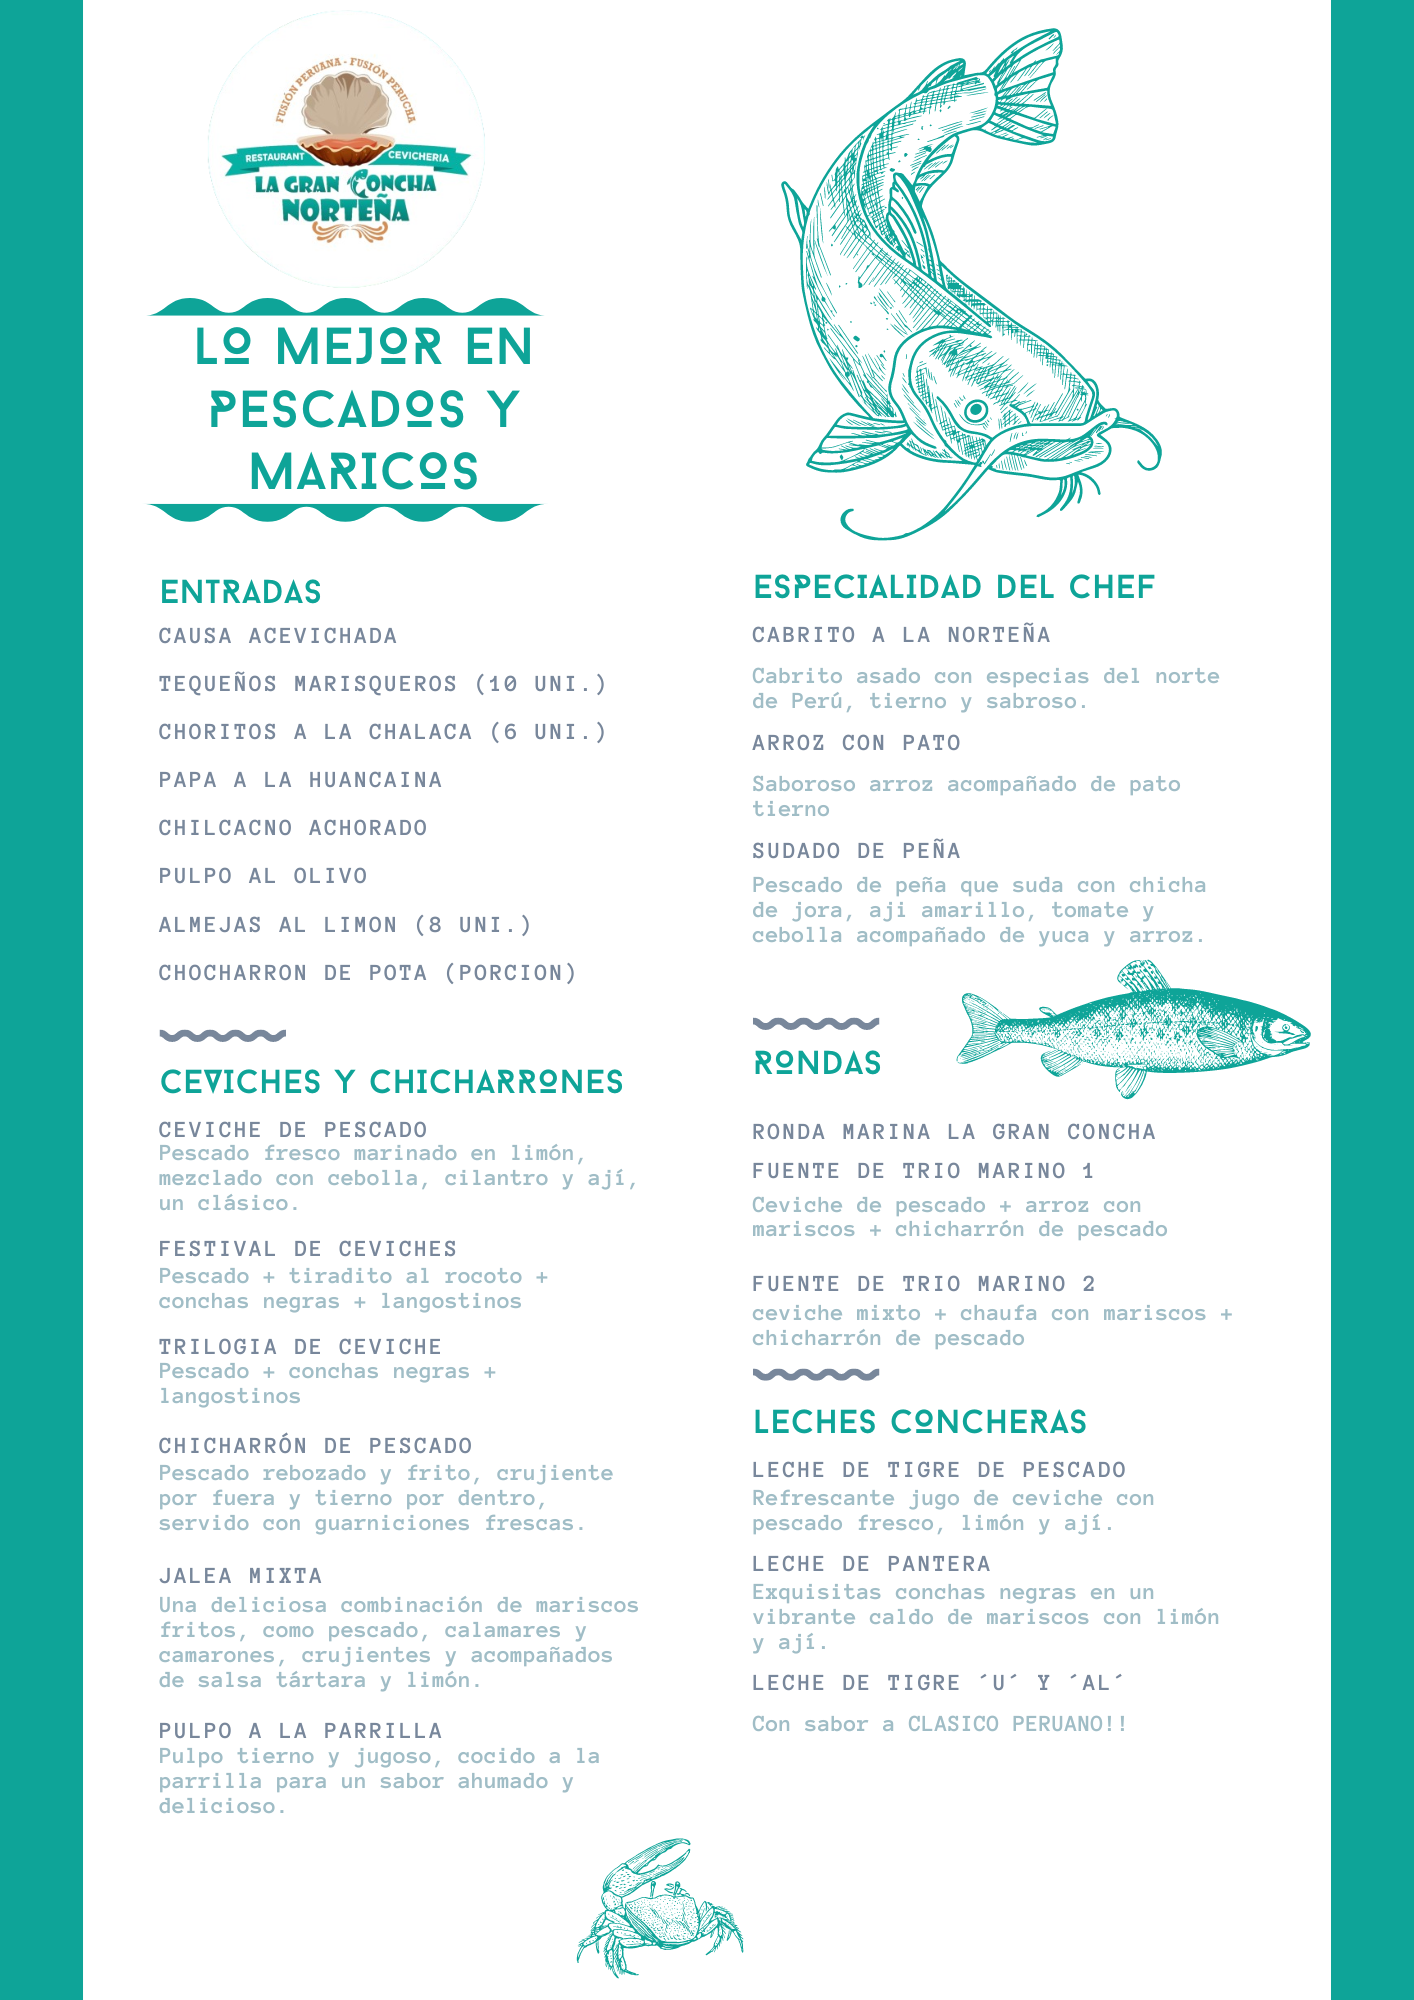 FUSIÓN PERUANA - FUSIÓN PERUCHA
RESTAURANT CEVICHERIA
LA GRAN CONCHA
NORTEÑA
LO MEJOR EN
PESCADOS Y
MARICOS
ENTRADAS
CAUSA ACEVICHADA
TEQUEÑOS MARISQUEROS (10 UNI.)
CHORITOS A LA CHALACA (6 UNI.)
PAPA A LA HUANCAINA
CHILCACNO ACHORADO
PULPO AL OLIVO
ALMEJAS AL LIMON (8 UNI.)
CHOCHARRON DE POTA (PORCION)
CEVICHES Y CHICHARRONES
CEVICHE DE PESCADO
Pescado fresco marinado en limón,
mezclado con cebolla, cilantro y ají,
un clásico.
FESTIVAL DE CEVICHES
Pescado + tiradito al rocoto +
conchas negras + langostinos
TRILOGIA DE CEVICHE
Pescado + conchas negras +
langostinos
CHICHARRÓN DE PESCADO
Pescado rebozado y frito, crujiente
por fuera y tierno por dentro,
servido con guarniciones frescas.
JALEA MIXTA
Una deliciosa combinación de mariscos
fritos, como pescado, calamares y
camarones, crujientes y acompañados
de salsa tártara y limón.
PULPO A LA PARRILLA
Pulpo tierno y jugoso, cocido a la
parrilla para un sabor ahumado y
delicioso.
ESPECIALIDAD DEL CHEF
CABRITO A LA NORTEÑA
Cabrito asado con especias del norte
de Perú, tierno y sabroso.
ARROZ CON PATO
Saboroso arroz acompañado de pato
tierno
SUDADO DE PEÑA
Pescado de peña que suda con chicha
de jora, aji amarillo, tomate y
cebolla acompañado de yuca y arroz.
RONDAS
RONDA MARINA LA GRAN CONCHA
FUENTE DE TRIO MARINO 1
Ceviche de pescado + arroz con
mariscos + chicharrón de pescado
FUENTE DE TRIO MARINO 2
ceviche mixto + chaufa con mariscos +
chicharrón de pescado
LECHES CONCHERAS
LECHE DE TIGRE DE PESCADO
Refrescante jugo de ceviche con
pescado fresco, limón y ají.
LECHE DE PANTERA
Exquisitas conchas negras en un
vibrante caldo de mariscos con limón
y ají.
LECHE DE TIGRE ´U´ Y ´AL´
Con sabor a CLASICO PERUANO!!